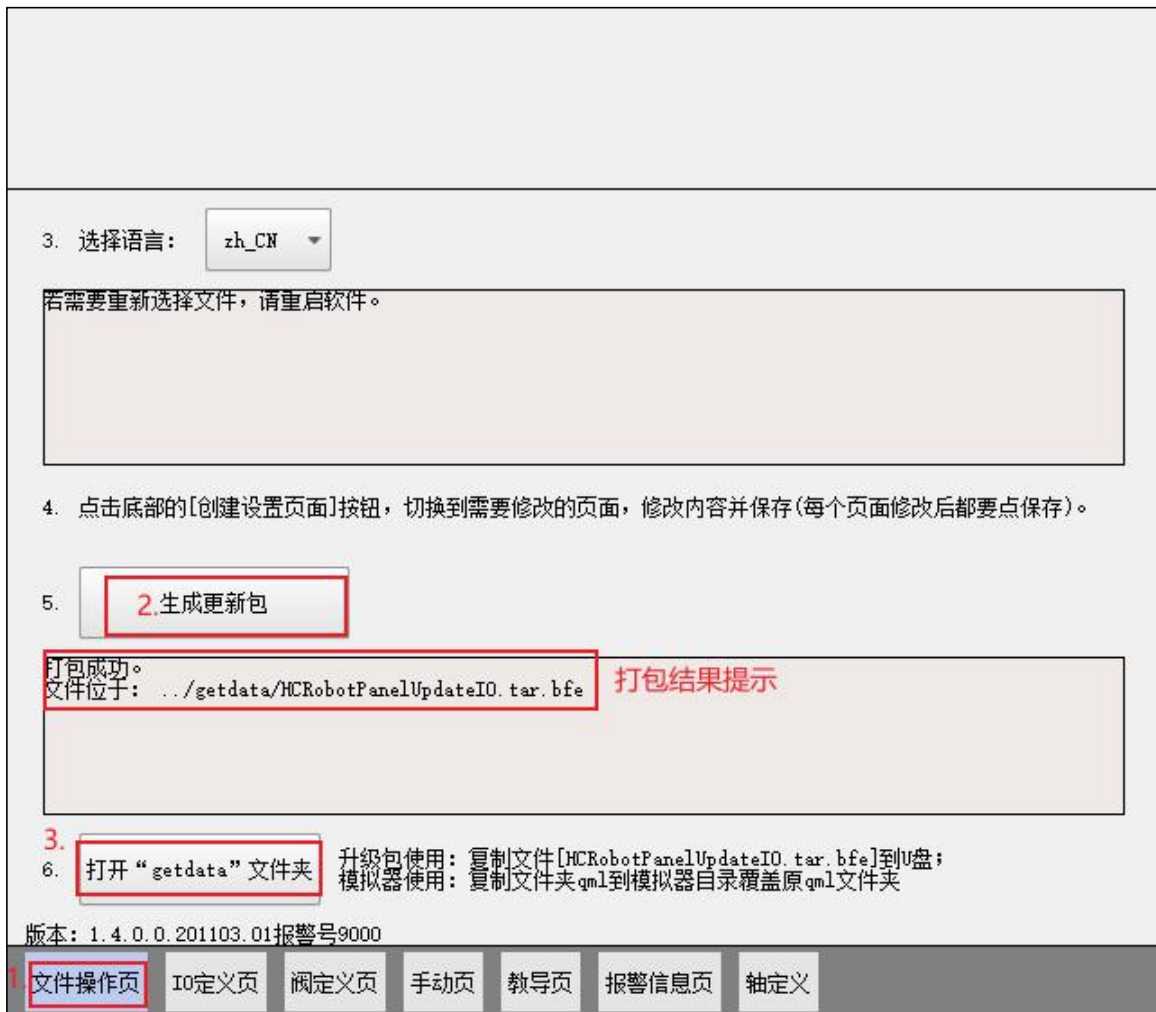 3. 选择语言： zh_CN
若需要重新选择文件，请重启软件。
4. 点击底部的[创建设置页面]按钮，切换到需要修改的页面，修改内容并保存(每个页面修改后都要点保存)。
5. 2.生成更新包
打包成功。
文件位于： ../getdata/HCRobotPanelUpdateIO.tar.bfe
打包结果提示
3.
6. 打开“getdata”文件夹
升级包使用：复制文件[HCRobotPanelUpdateIO.tar.bfe]到U盘；
模拟器使用：复制文件夹qml到模拟器目录覆盖原qml文件夹
版本：1.4.0.0.201103.01报警号9000
1. 文件操作页 IO定义页 阀定义页 手动页 教导页 报警信息页 轴定义